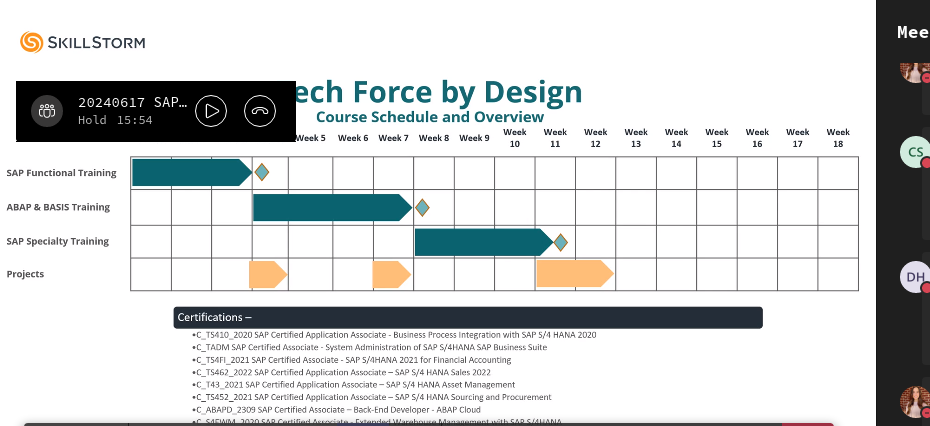 SKILLSTORM
Mee
20240617 SAP...
Hold 15:54
ech Force by Design
Course Schedule and Overview
Week 5 Week 6 Week 7 Week 8 Week 9 Week 10 Week 11 Week 12 Week 13 Week 14 Week 15 Week 16 Week 17 Week 18
SAP Functional Training
ABAP & BASIS Training
SAP Specialty Training
Projects
CS
DH
Certifications –
•C_TS410_2020 SAP Certified Application Associate - Business Process Integration with SAP S/4 HANA 2020
•C_TADM SAP Certified Associate - System Administration of SAP S/4HANA SAP Business Suite
•C_TS4FI_2021 SAP Certified Associate - SAP S/4HANA 2021 for Financial Accounting
•C_TS462_2022 SAP Certified Application Associate – SAP S/4 HANA Sales 2022
•C_T43_2021 SAP Certified Application Associate – SAP S/4 HANA Asset Management
•C_TS452_2021 SAP Certified Application Associate – SAP S/4 HANA Sourcing and Procurement
•C_ABAPD_2309 SAP Certified Associate – Back-End Developer - ABAP Cloud
•C_S4EWM_2020 SAP Certified Application Associate - Extended Warehouse Management with SAP S/4HANA